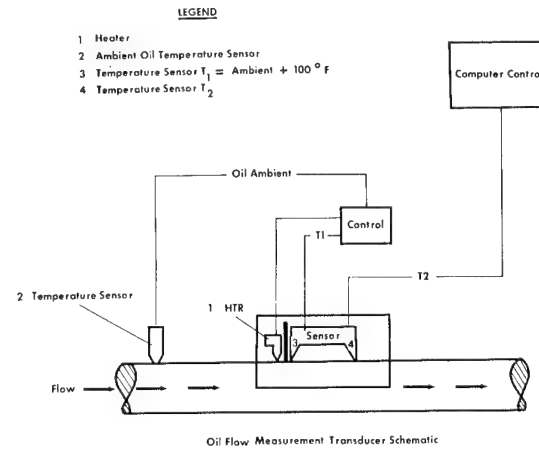 LEGEND
1 Heater
2 Ambient Oil Temperature Sensor
3 Temperature Sensor T1 = Ambient + 100° F
4 Temperature Sensor T2
Computer Control
Oil Ambient
Control
T1
T2
2 Temperature Sensor
1 HTR
Sensor
3 4
Flow
Oil Flow Measurement Transducer Schematic